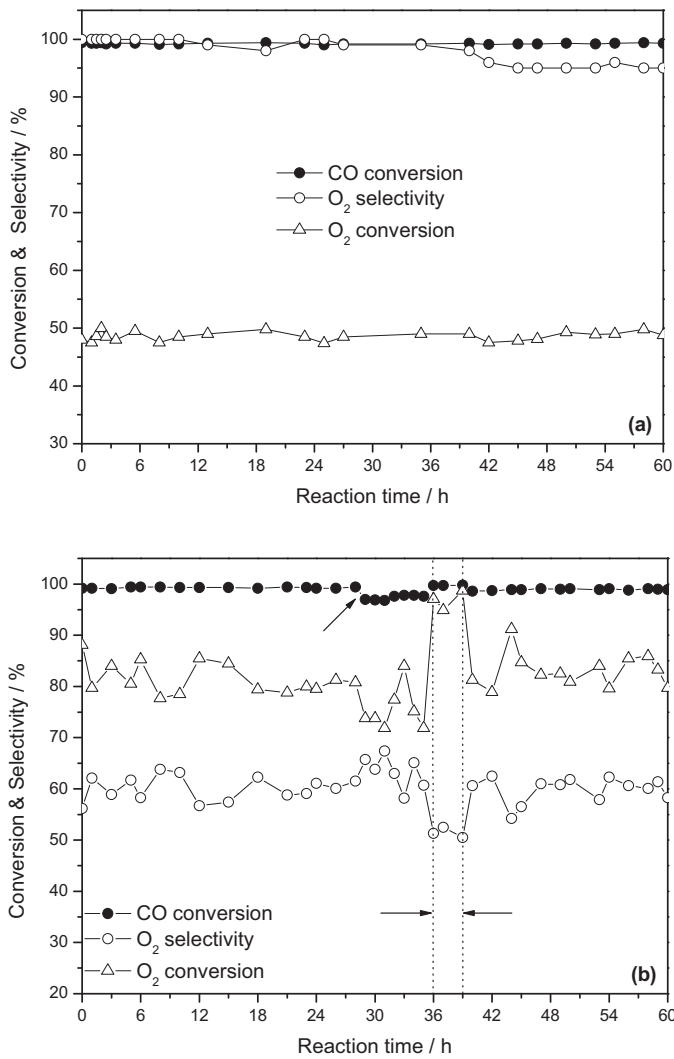 100
90
80
70
60
50
40
30
Conversion & Selectivity / %
CO conversion
O₂ selectivity
O₂ conversion
(a)
0 6 12 18 24 30 36 42 48 54 60
Reaction time / h
100
90
80
70
60
50
40
30
20
Conversion & Selectivity / %
CO conversion
O₂ selectivity
O₂ conversion
(b)
0 6 12 18 24 30 36 42 48 54 60
Reaction time / h